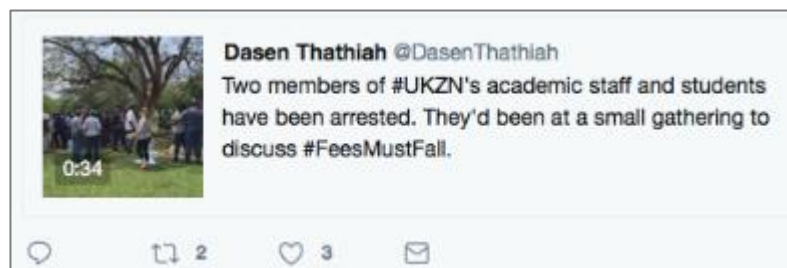 Dasen Thathiah @DasenThathiah
Two members of #UKZN's academic staff and students
have been arrested. They'd been at a small gathering to
discuss #FeesMustFall.
0:34
2 3